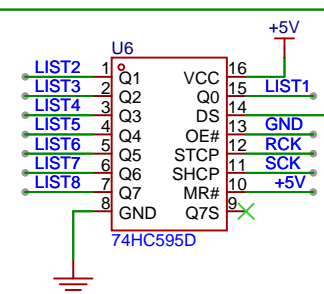 +5V
U6
LIST2 1 Q1 VCC 16
LIST3 2 Q2 Q0 15 LIST1
LIST4 3 Q3 DS 14
LIST5 4 Q4 OE# 13 GND
LIST6 5 Q5 STCP 12 RCK
LIST7 6 Q6 SHCP 11 SCK
LIST8 7 Q7 MR# 10 +5V
8 GND Q7S 9
74HC595D